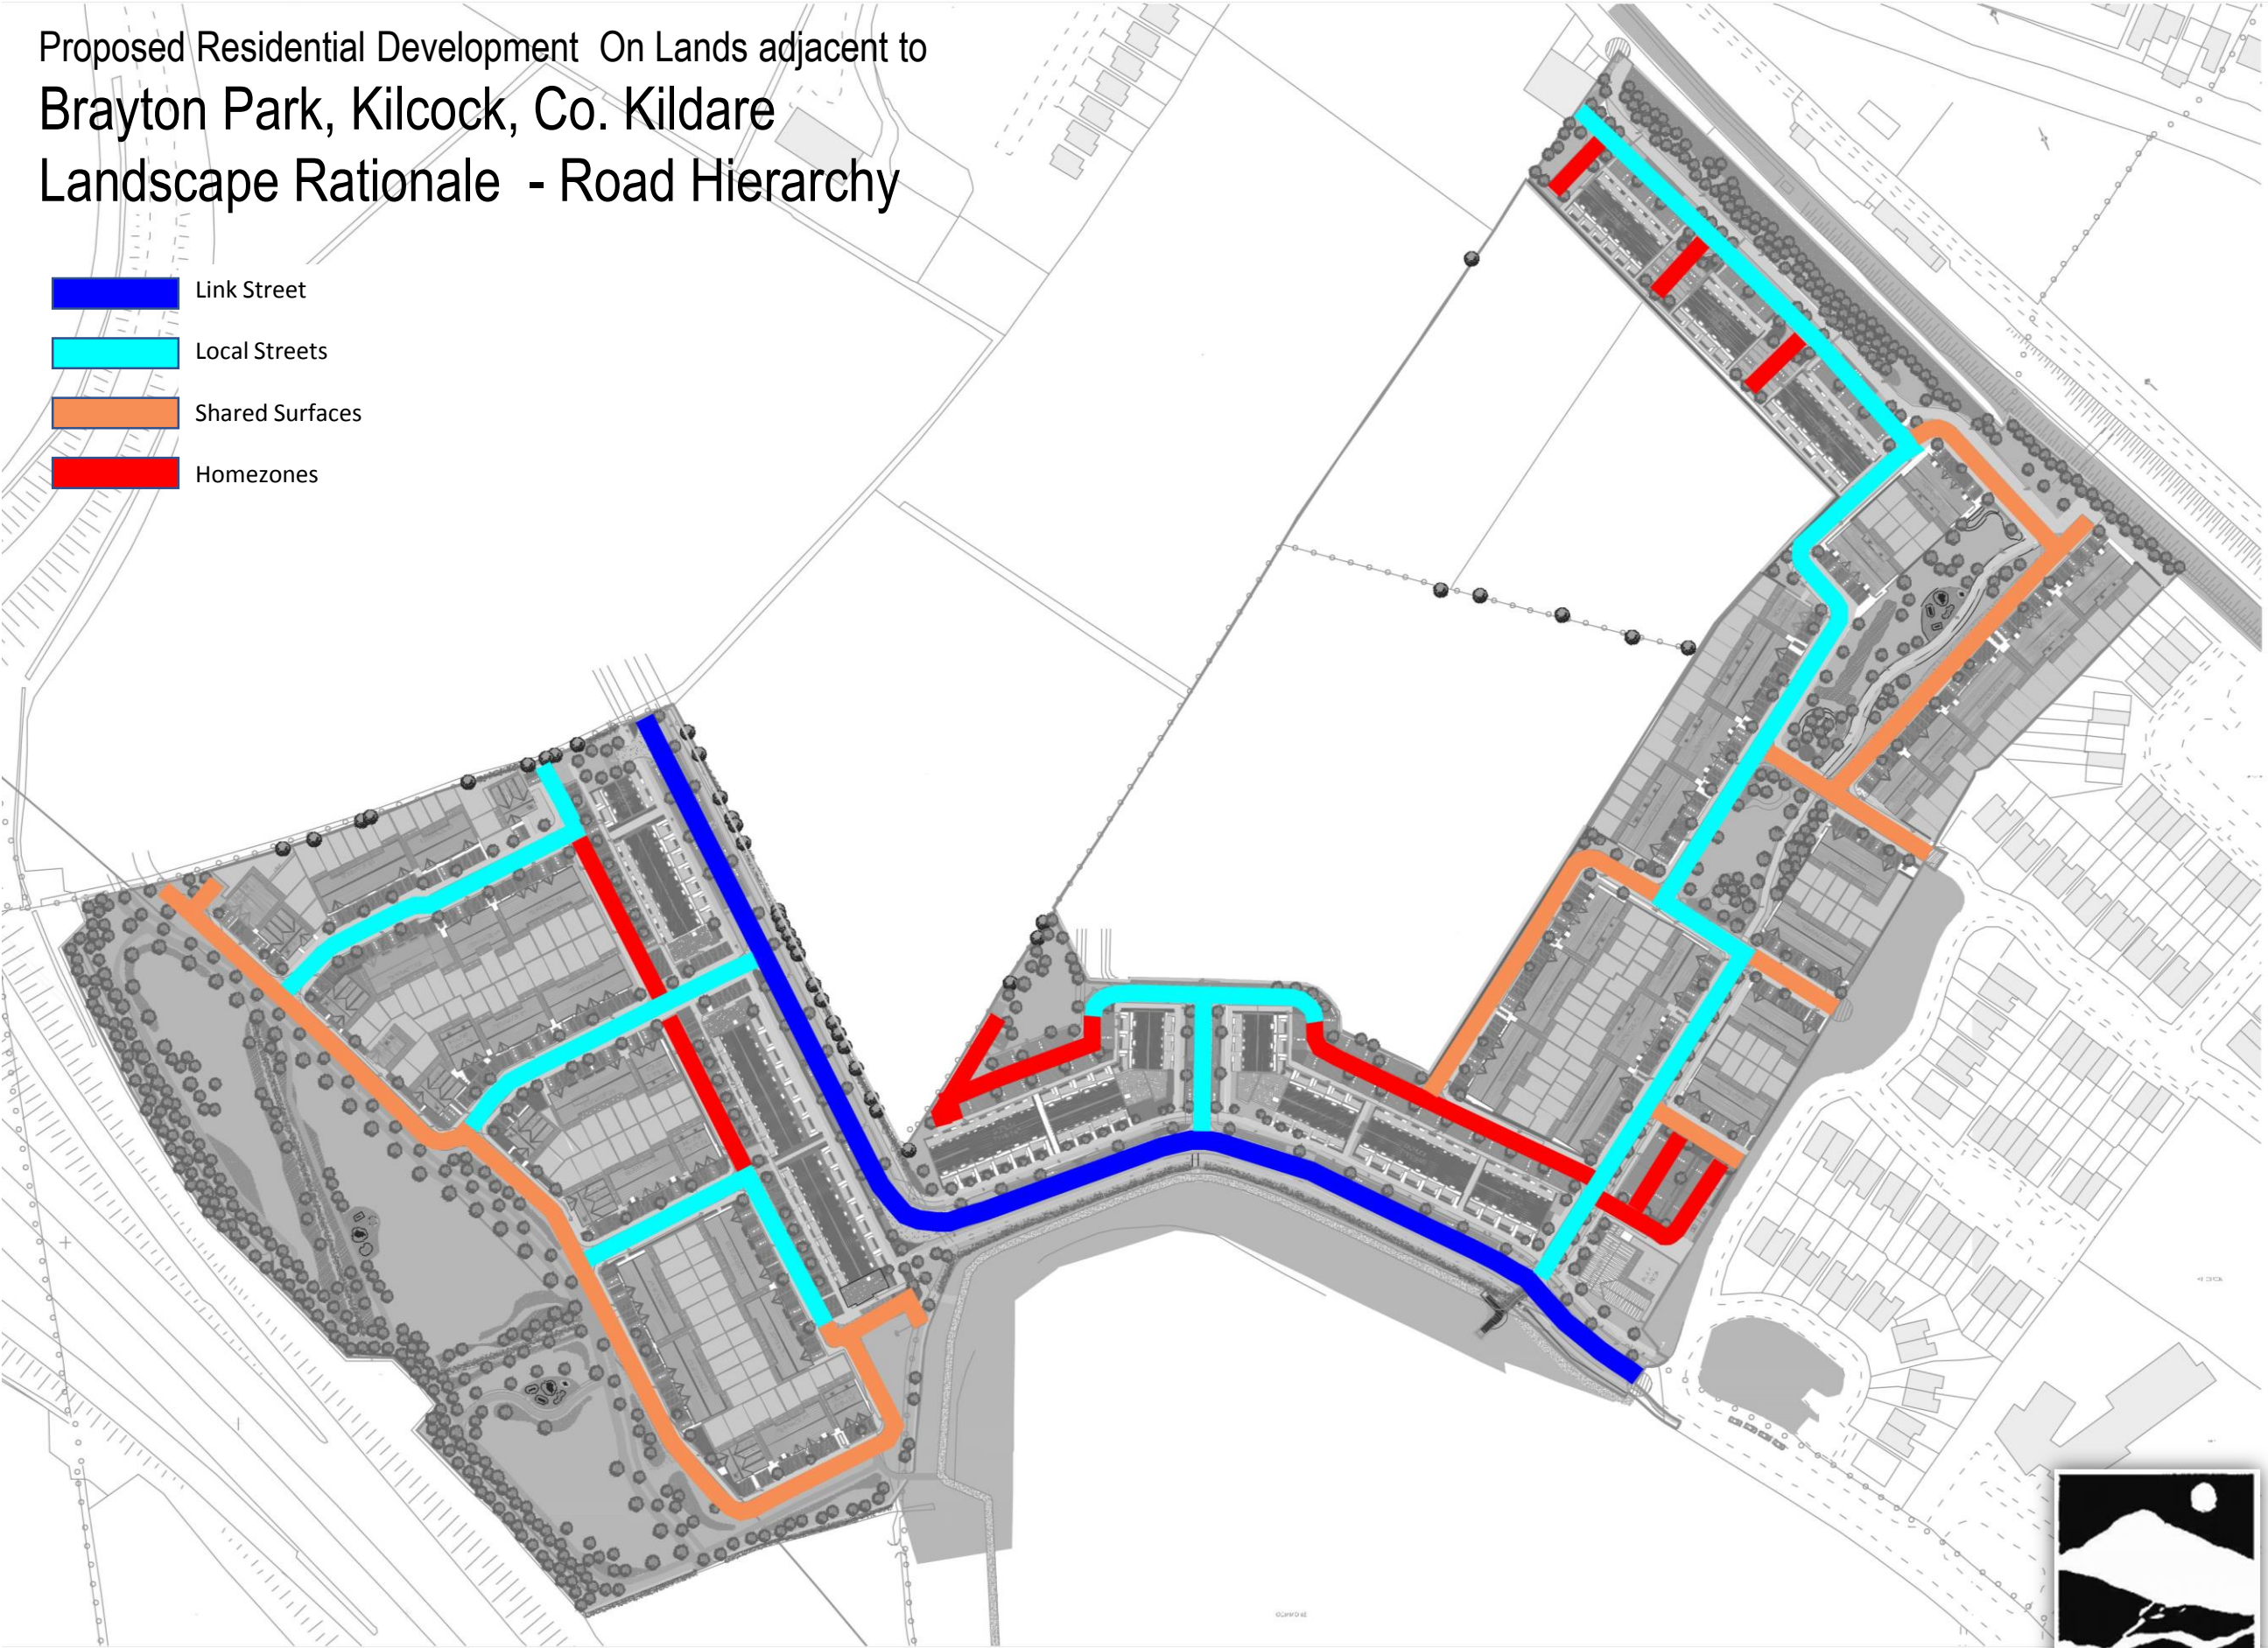 Proposed Residential Development On Lands adjacent to
Brayton Park, Kilcock, Co. Kildare
Landscape Rationale - Road Hierarchy
Link Street
Local Streets
Shared Surfaces
Homezones